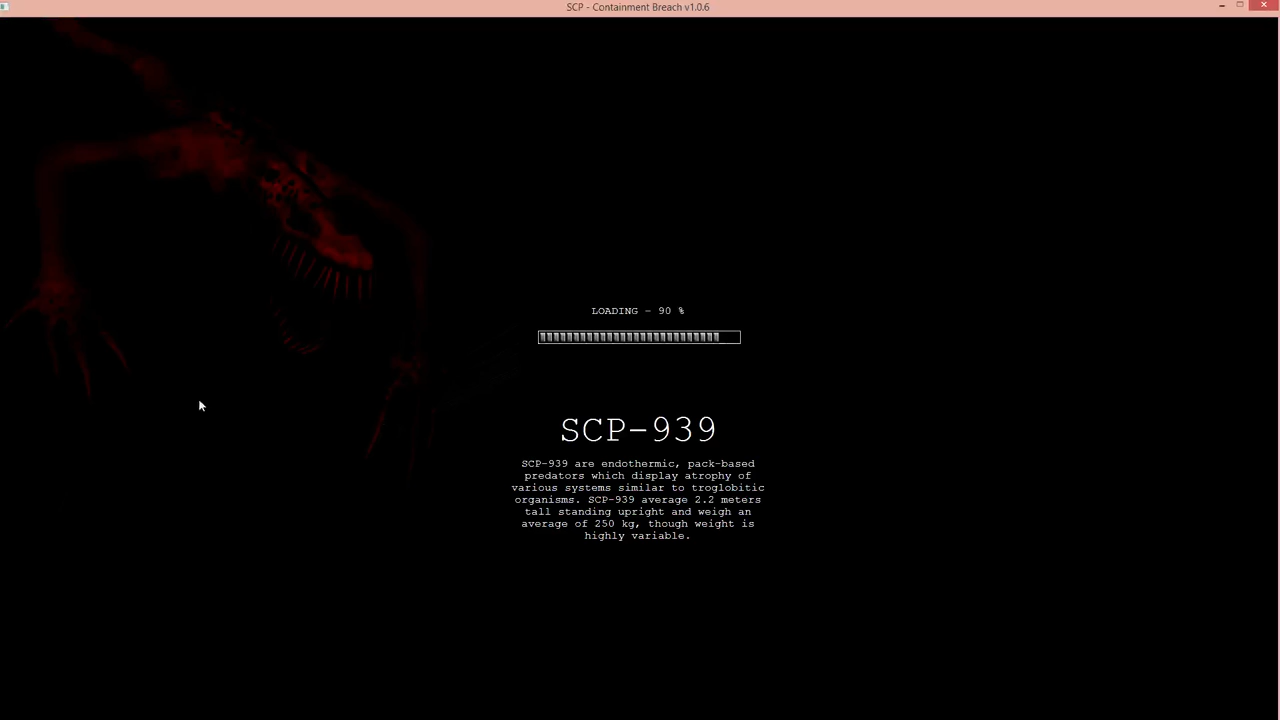 SCP - Containment Breach v1.0.6
LOADING - 90 %
SCP-939
SCP-939 are endothermic, pack-based
predators which display atrophy of
various systems similar to troglobitic
organisms. SCP-939 average 2.2 meters
tall standing upright and weigh an
average of 250 kg, though weight is
highly variable.